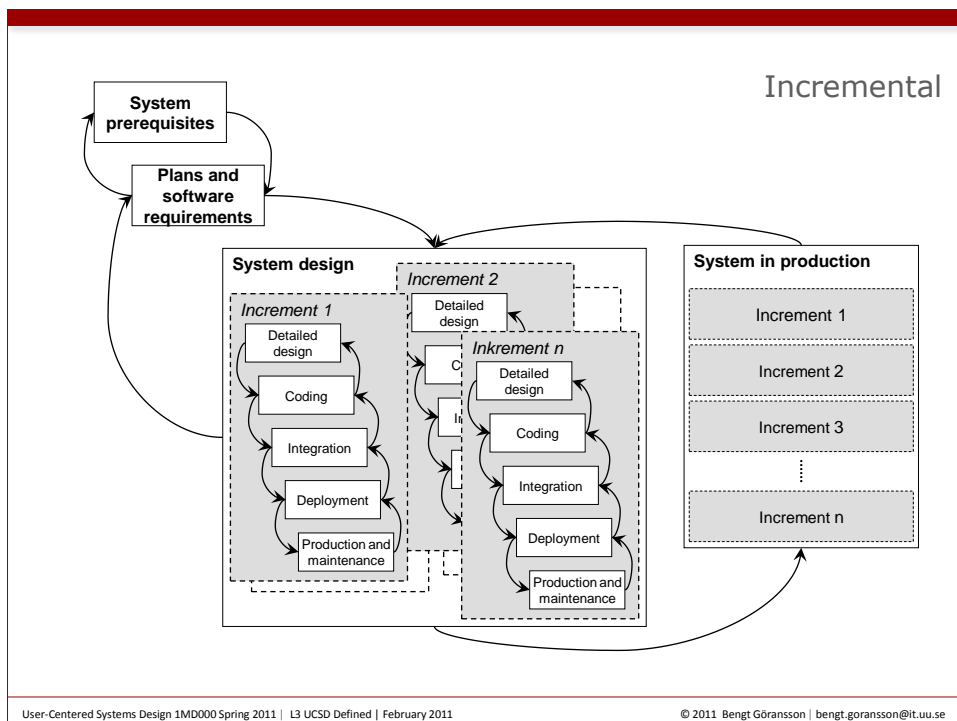 Incremental
System
prerequisites
Plans and
software
requirements
System design
Increment 1
Detailed
design
Coding
Integration
Deployment
Production and
maintenance
Increment 2
Detailed
design
Inkrement n
Detailed
design
Coding
Integration
Deployment
Production and
maintenance
System in production
Increment 1
Increment 2
Increment 3
Increment n
User-Centered Systems Design 1MD000 Spring 2011 | L3 UCSD Defined | February 2011
© 2011 Bengt Göransson | bengt.goransson@it.uu.se